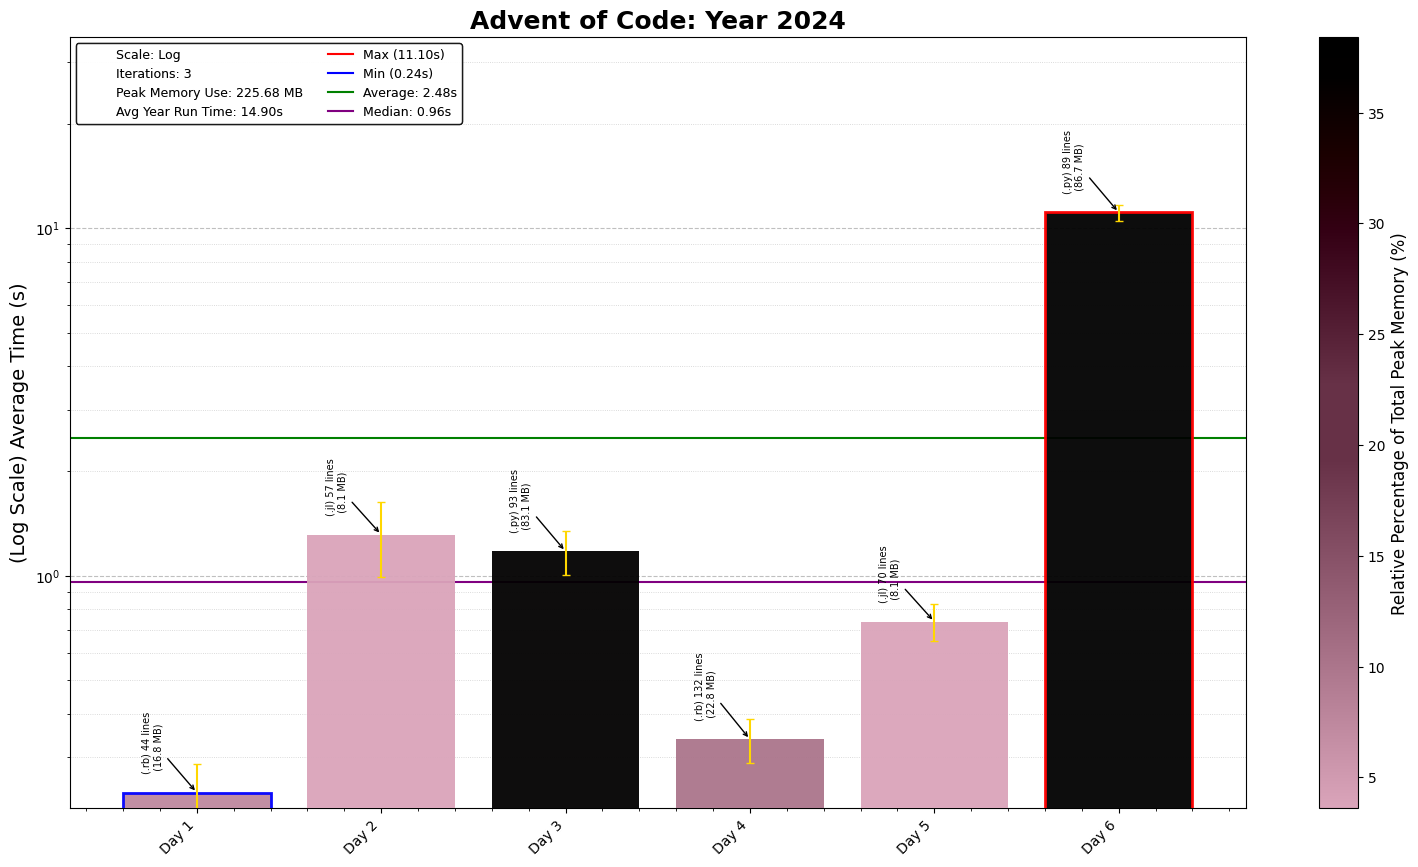 Advent of Code: Year 2024
Scale: Log
Iterations: 3
Peak Memory Use: 225.68 MB
Avg Year Run Time: 14.90s
Max (11.10s)
Min (0.24s)
Average: 2.48s
Median: 0.96s
(Log Scale) Average Time (s)
10¹
10⁰
(.rb) 44 lines
(16.8 MB)
(.jl) 57 lines
(8.1 MB)
(.py) 93 lines
(83.1 MB)
(.rb) 132 lines
(22.8 MB)
(.jl) 70 lines
(8.1 MB)
(.py) 89 lines
(86.7 MB)
Day 1
Day 2
Day 3
Day 4
Day 5
Day 6
35
30
25
20
15
10
5
Relative Percentage of Total Peak Memory (%)